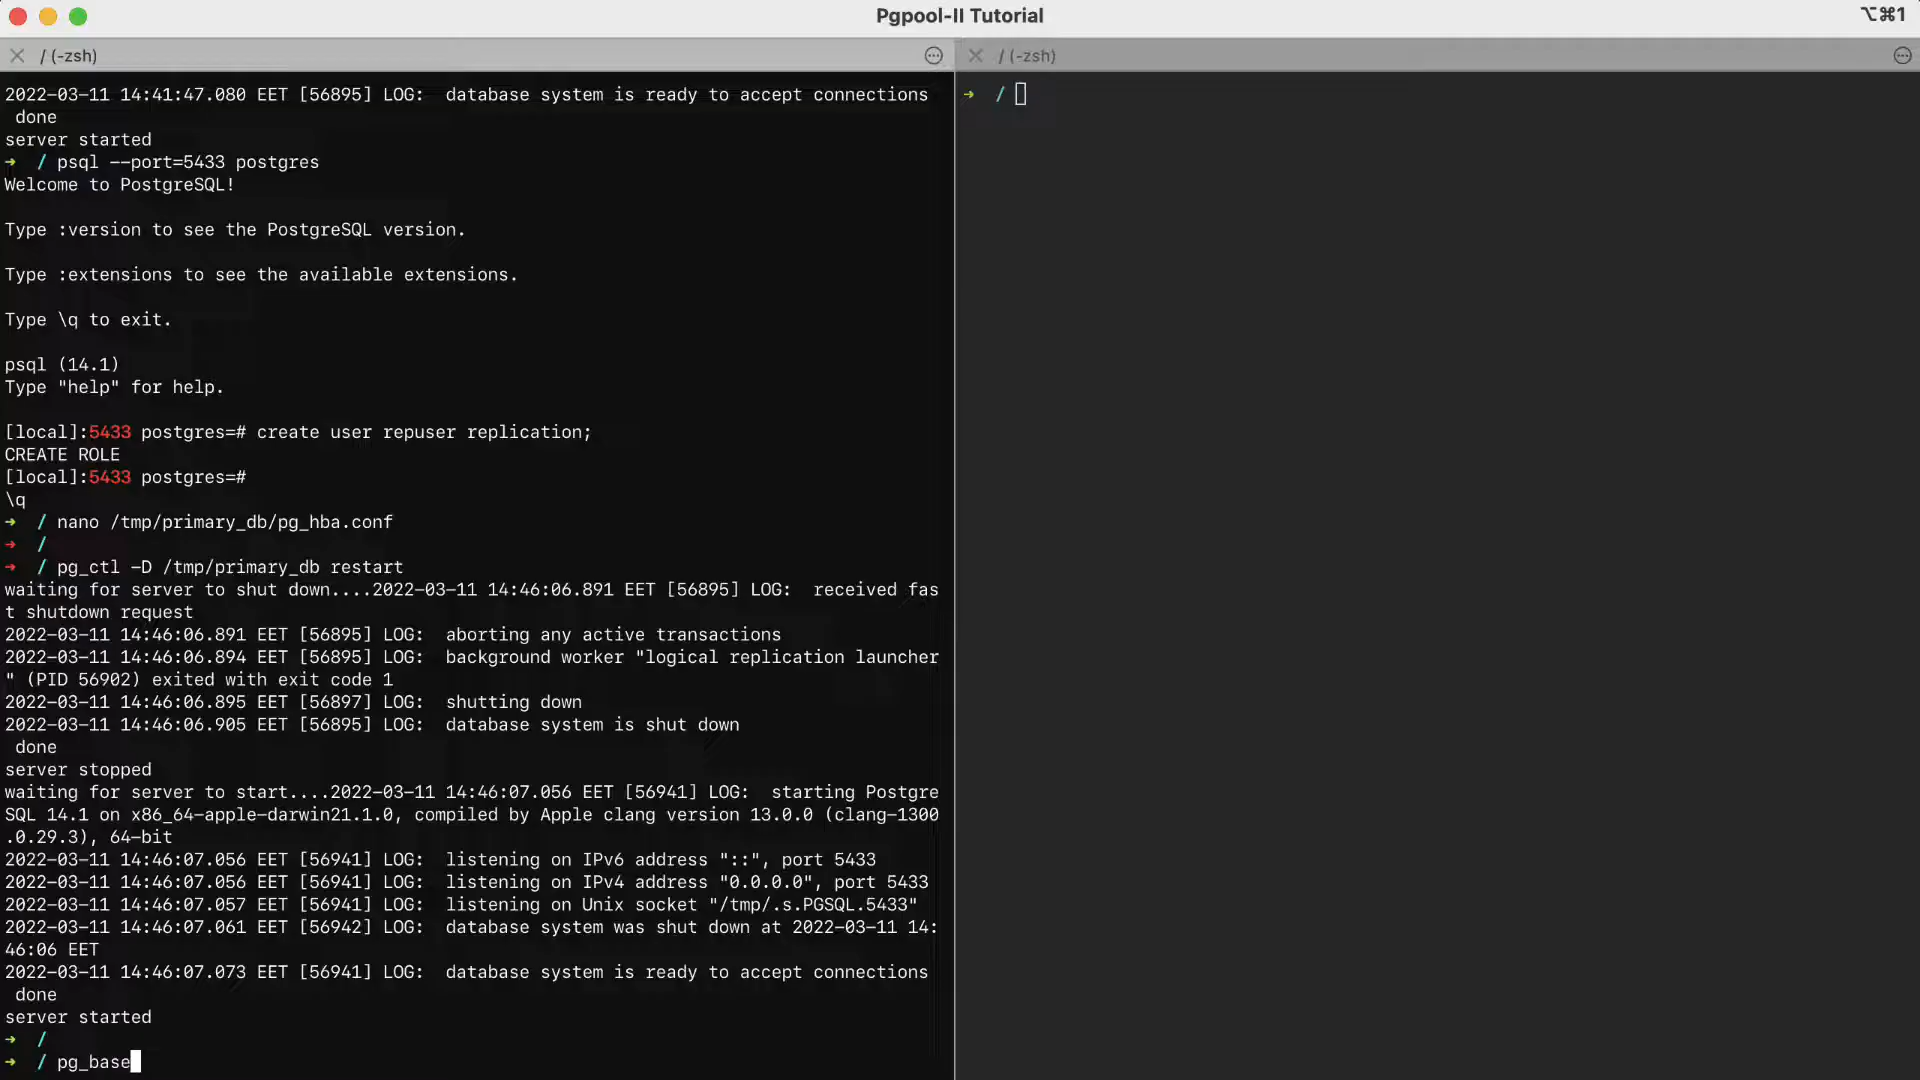 Pgpool-II Tutorial
⌥⌘1
/ (-zsh)
/ (-zsh)
2022-03-11 14:41:47.080 EET [56895] LOG:  database system is ready to accept connections
 done
server started
➜  / psql --port=5433 postgres
Welcome to PostgreSQL!
Type :version to see the PostgreSQL version.
Type :extensions to see the available extensions.
Type \q to exit.
psql (14.1)
Type "help" for help.
[local]:5433 postgres=# create user repuser replication;
CREATE ROLE
[local]:5433 postgres=#
\q
➜  / nano /tmp/primary_db/pg_hba.conf
➜  /
➜  / pg_ctl -D /tmp/primary_db restart
waiting for server to shut down....2022-03-11 14:46:06.891 EET [56895] LOG:  received fas
t shutdown request
2022-03-11 14:46:06.891 EET [56895] LOG:  aborting any active transactions
2022-03-11 14:46:06.894 EET [56895] LOG:  background worker "logical replication launcher
" (PID 56902) exited with exit code 1
2022-03-11 14:46:06.895 EET [56897] LOG:  shutting down
2022-03-11 14:46:06.905 EET [56895] LOG:  database system is shut down
 done
server stopped
waiting for server to start....2022-03-11 14:46:07.056 EET [56941] LOG:  starting Postgre
SQL 14.1 on x86_64-apple-darwin21.1.0, compiled by Apple clang version 13.0.0 (clang-1300
.0.29.3), 64-bit
2022-03-11 14:46:07.056 EET [56941] LOG:  listening on IPv6 address "::", port 5433
2022-03-11 14:46:07.056 EET [56941] LOG:  listening on IPv4 address "0.0.0.0", port 5433
2022-03-11 14:46:07.057 EET [56941] LOG:  listening on Unix socket "/tmp/.s.PGSQL.5433"
2022-03-11 14:46:07.061 EET [56942] LOG:  database system was shut down at 2022-03-11 14:
46:06 EET
2022-03-11 14:46:07.073 EET [56941] LOG:  database system is ready to accept connections
 done
server started
➜  /
➜  / pg_base
➜  /